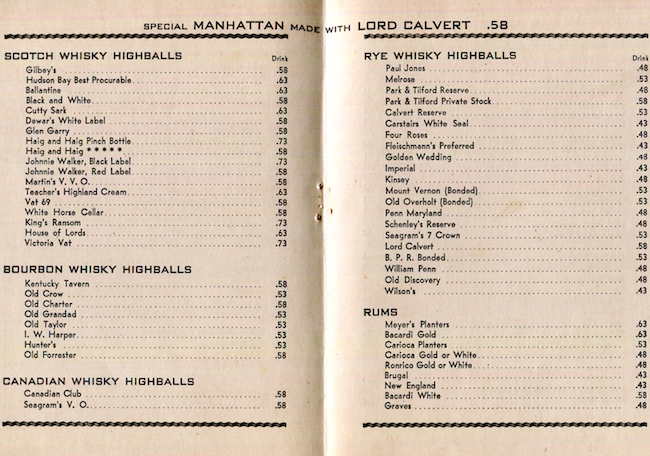 SPECIAL MANHATTAN MADE WITH LORD CALVERT .58
SCOTCH WHISKY HIGHBALLS Drink
Gilbey's .58
Hudson Bay Best Procurable .63
Ballantine .63
Black and White .58
Cutty Sark .63
Dewar's White Label .58
Glen Garry .58
Haig and Haig Pinch Bottle .73
Haig and Haig * * * * * .58
Johnnie Walker, Black Label .73
Johnnie Walker, Red Label .58
Martin's V. V. O. .58
Teacher's Highland Cream .63
Vat 69 .58
White Horse Cellar .58
King's Ransom .73
House of Lords .63
Victoria Vat .73
BOURBON WHISKY HIGHBALLS
Kentucky Tavern .58
Old Crow .53
Old Charter .58
Old Grandad .53
Old Taylor .53
I. W. Harper .53
Hunter's .53
Old Forrester .58
CANADIAN WHISKY HIGHBALLS
Canadian Club .58
Seagram's V. O. .58
RYE WHISKY HIGHBALLS Drink
Paul Jones .48
Melrose .53
Park & Tilford Reserve .48
Park & Tilford Private Stock .58
Calvert Reserve .53
Carstairs White Seal .43
Four Roses .48
Fleischmann's Preferred .43
Golden Wedding .48
Imperial .43
Kinsey .48
Mount Vernon (Bonded) .53
Old Overholt (Bonded) .53
Penn Maryland .48
Schenley's Reserve .48
Seagram's 7 Crown .53
Lord Calvert .58
B. P. R. Bonded .53
William Penn .48
Old Discovery .48
Wilson's .43
RUMS
Meyer's Planters .63
Bacardi Gold .63
Carioca Planters .53
Carioca Gold or White .48
Ronrico Gold or White .48
Brugal .43
New England .43
Bacardi White .58
Graves .48